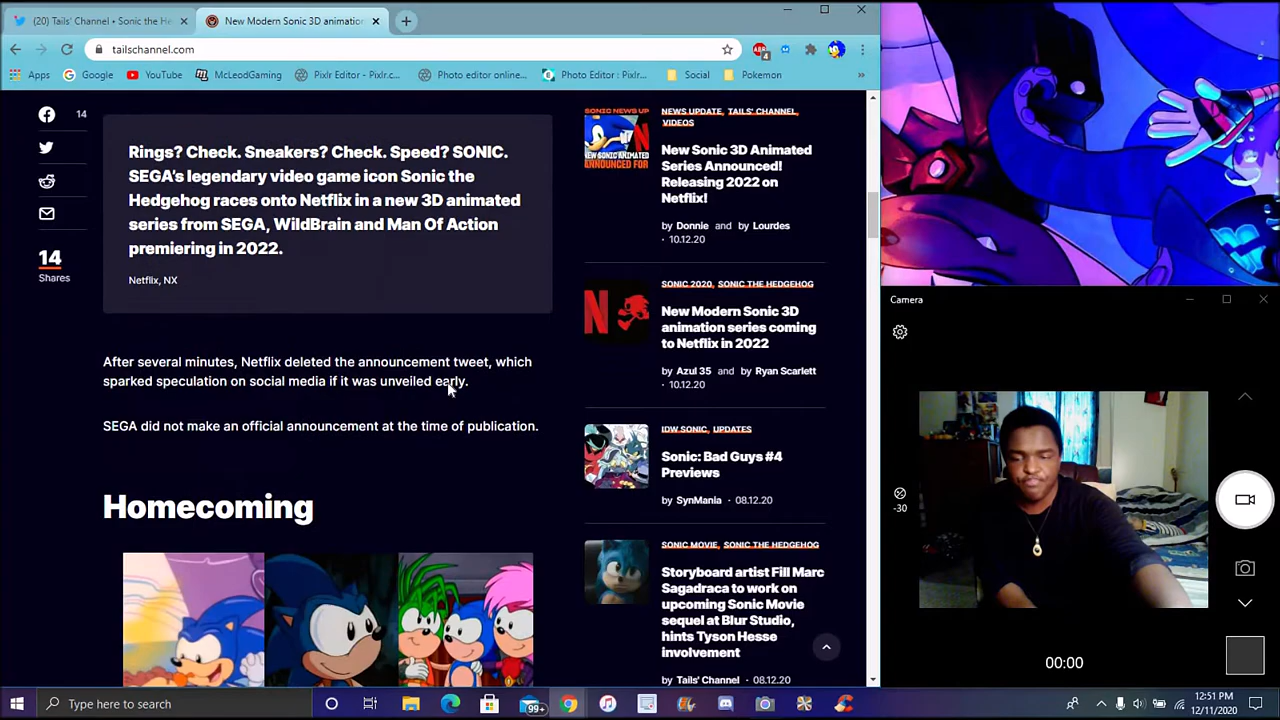 (20) Tails' Channel • Sonic the He
New Modern Sonic 3D animation
tailschannel.com
Apps
Google
YouTube
McLeodGaming
Pixlr Editor - Pixlr.c...
Photo editor online...
Photo Editor : Pixlr...
Social
Pokemon
»
14
14
Shares
Rings? Check. Sneakers? Check. Speed? SONIC.
SEGA's legendary video game icon Sonic the
Hedgehog races onto Netflix in a new 3D animated
series from SEGA, WildBrain and Man Of Action
premiering in 2022.
Netflix, NX
After several minutes, Netflix deleted the announcement tweet, which
sparked speculation on social media if it was unveiled early.
SEGA did not make an official announcement at the time of publication.
Homecoming
NEWS UPDATE, TAILS' CHANNEL,
VIDEOS
New Sonic 3D Animated
Series Announced!
Releasing 2022 on
Netflix!
by Donnie and by Lourdes
· 10.12.20
SONIC 2020, SONIC THE HEDGEHOG
New Modern Sonic 3D
animation series coming
to Netflix in 2022
by Azul 35 and by Ryan Scarlett
· 10.12.20
IDW SONIC, UPDATES
Sonic: Bad Guys #4
Previews
by SynMania · 08.12.20
SONIC MOVIE, SONIC THE HEDGEHOG
Storyboard artist Fill Marc
Sagadraca to work on
upcoming Sonic Movie
sequel at Blur Studio,
hints Tyson Hesse
involvement
by Tails' Channel · 08.12.20
Camera
-30
00:00
Type here to search
99+
12:51 PM
12/11/2020